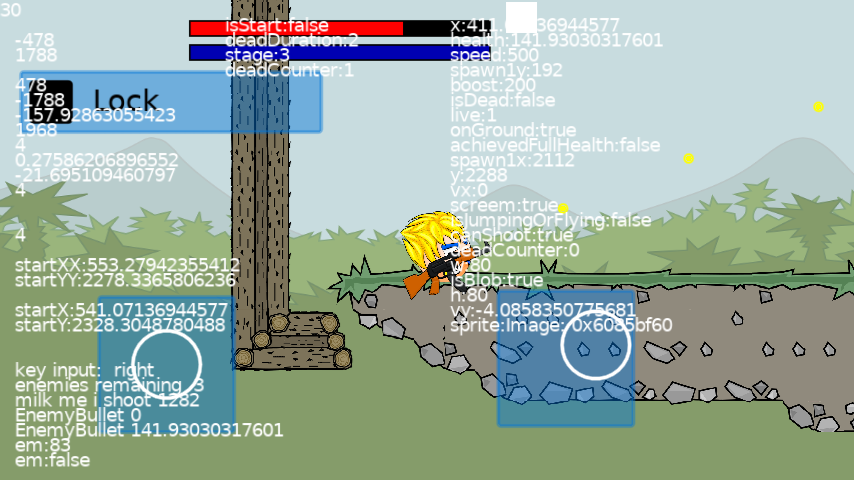 30
-478
1788
478
-1788
-157.92863055423
1968
4
0.27586206896552
-21.695109460797
4
4
startXX:553.27942355412
startYY:2278.3365806236
startX:541.07136944577
startY:2328.3048780488
key input:  right
enemies remaining  3
milk me i shoot 1282
EnemyBullet 0
EnemyBullet 141.93030317601
em:83
em:false
Lock
isStart:false
deadDuration:2
stage:3
deadCounter:1
health:141.93030317601
speed:500
spawn1y:192
boost:200
isDead:false
live:1
onGround:true
achievedFullHealth:true
spawn1x:2112
y:2288
vx:0
screem:true
isJumpingOrFlying:false
canShoot:true
deadCounter:0
w:80
isBlob:true
h:80
vy:-4.0858350775681
sprite:Image: 0x6085bf60